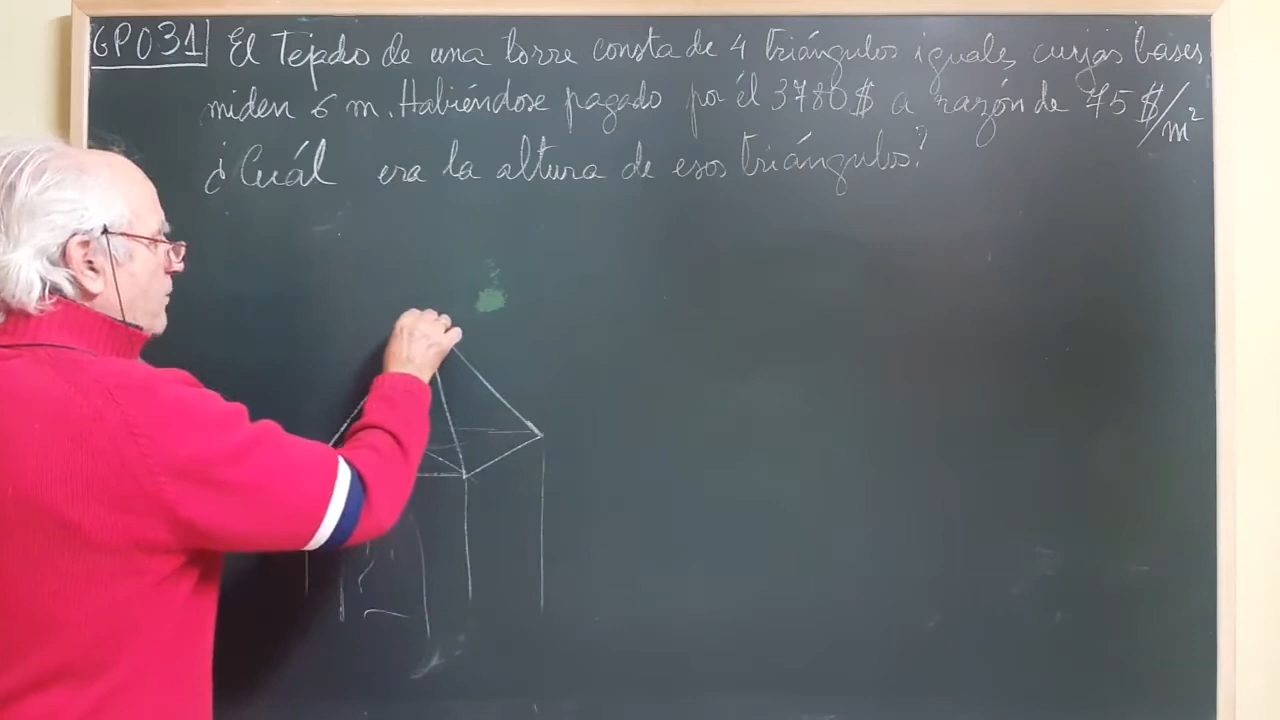 GP031 El Tejado de una torre consta de 4 triángulos iguales cuyas bases
miden 6 m. Habiéndose pagado por él 3780$ a razón de 45 $/m²
¿Cuál era la altura de esos triángulos?